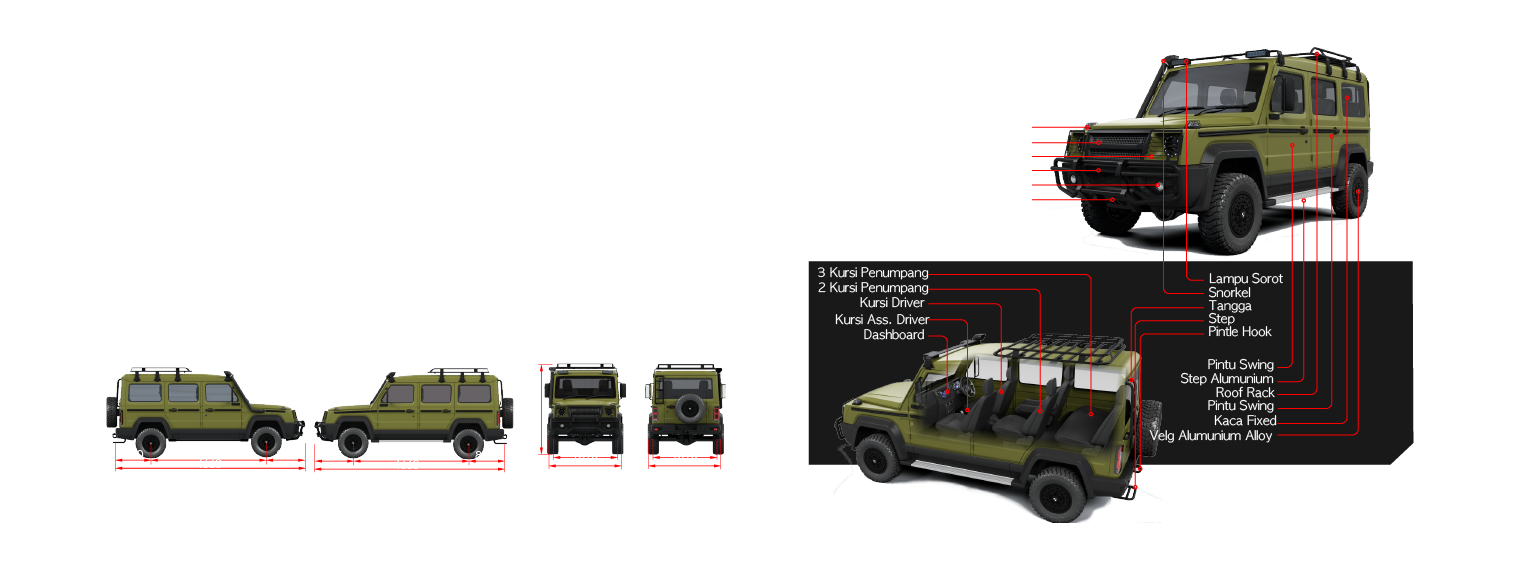 3 Kursi Penumpang
2 Kursi Penumpang
Kursi Driver
Kursi Ass. Driver
Dashboard
Lampu Sorot
Snorkel
Tangga
Step
Pintle Hook
Pintu Swing
Step Alumunium
Roof Rack
Pintu Swing
Kaca Fixed
Velg Alumunium Alloy